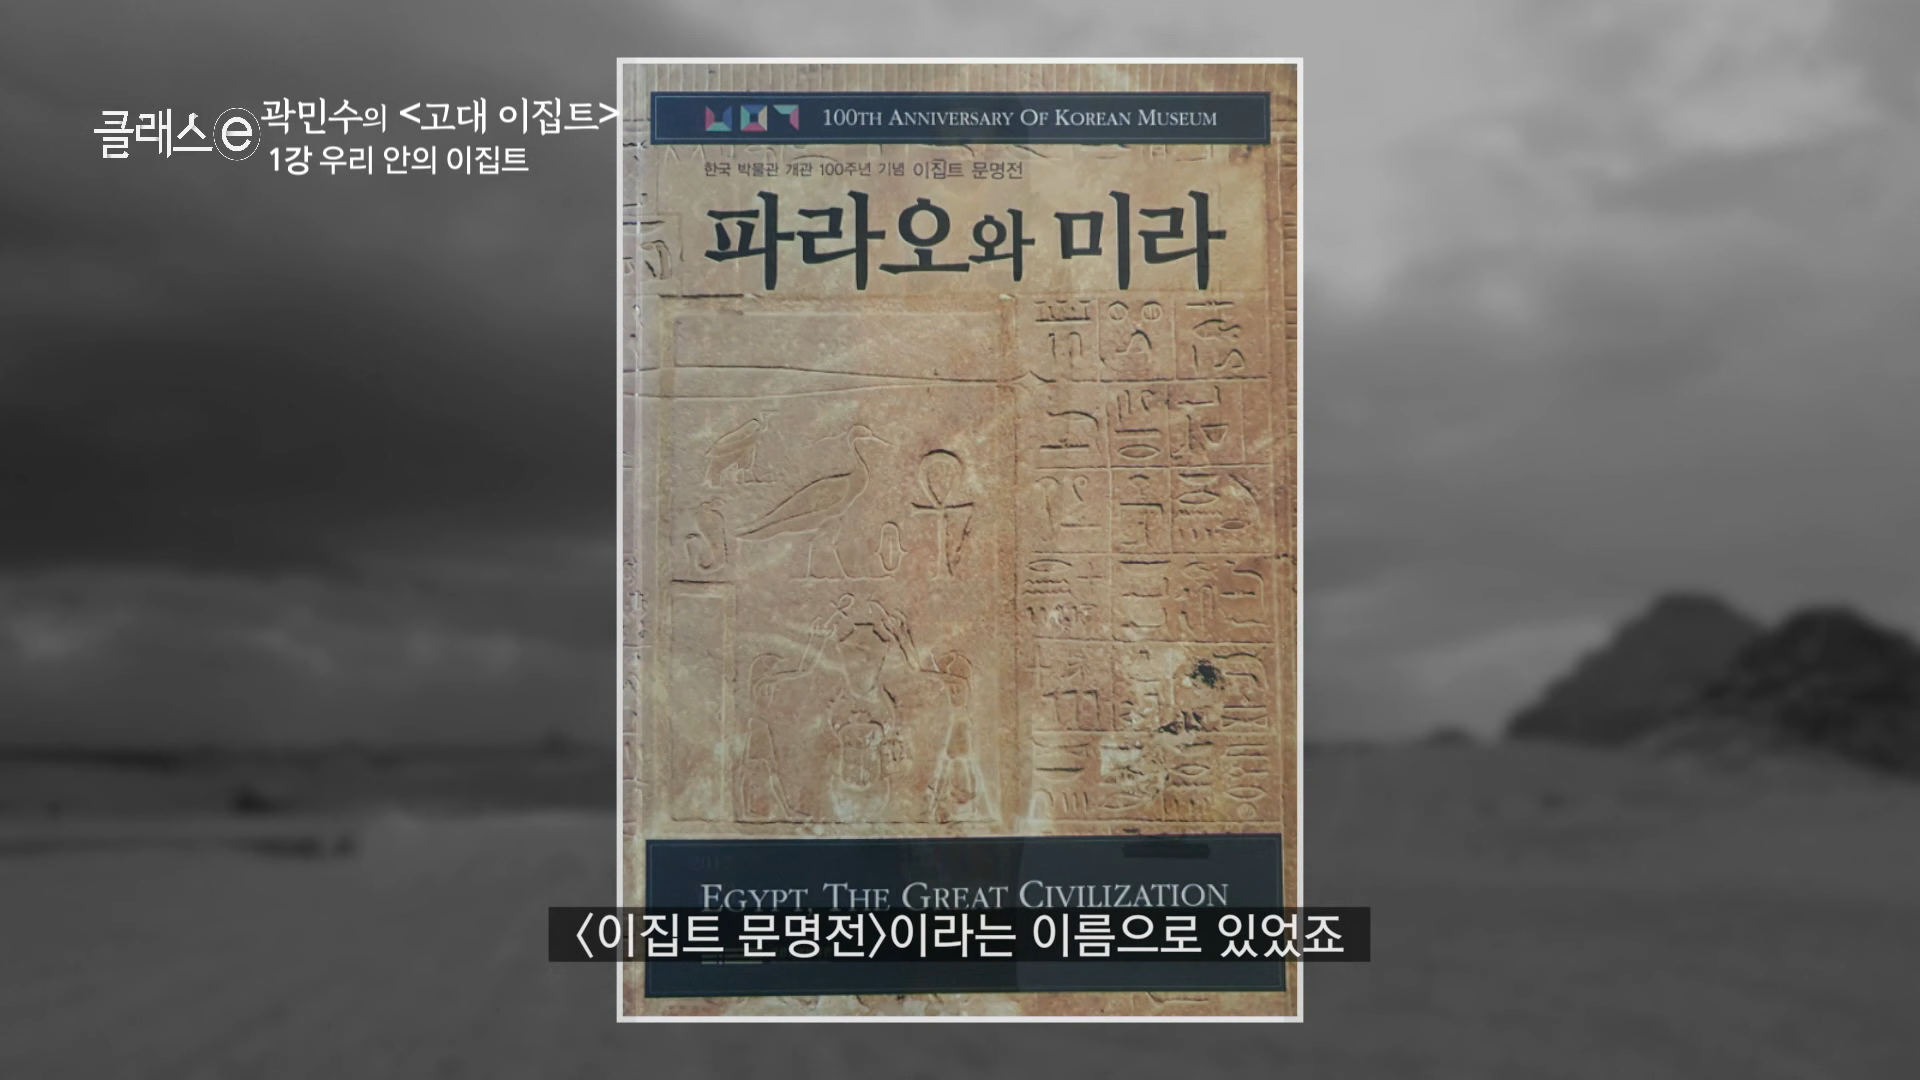 클래스ⓔ
곽민수의 <고대 이집트>
1강 우리 안의 이집트
100TH ANNIVERSARY OF KOREAN MUSEUM
한국 박물관 개관 100주년 기념 이집트 문명전
파라오와 미라
EGYPT, THE GREAT CIVILIZATION
〈이집트 문명전〉이라는 이름으로 있었죠